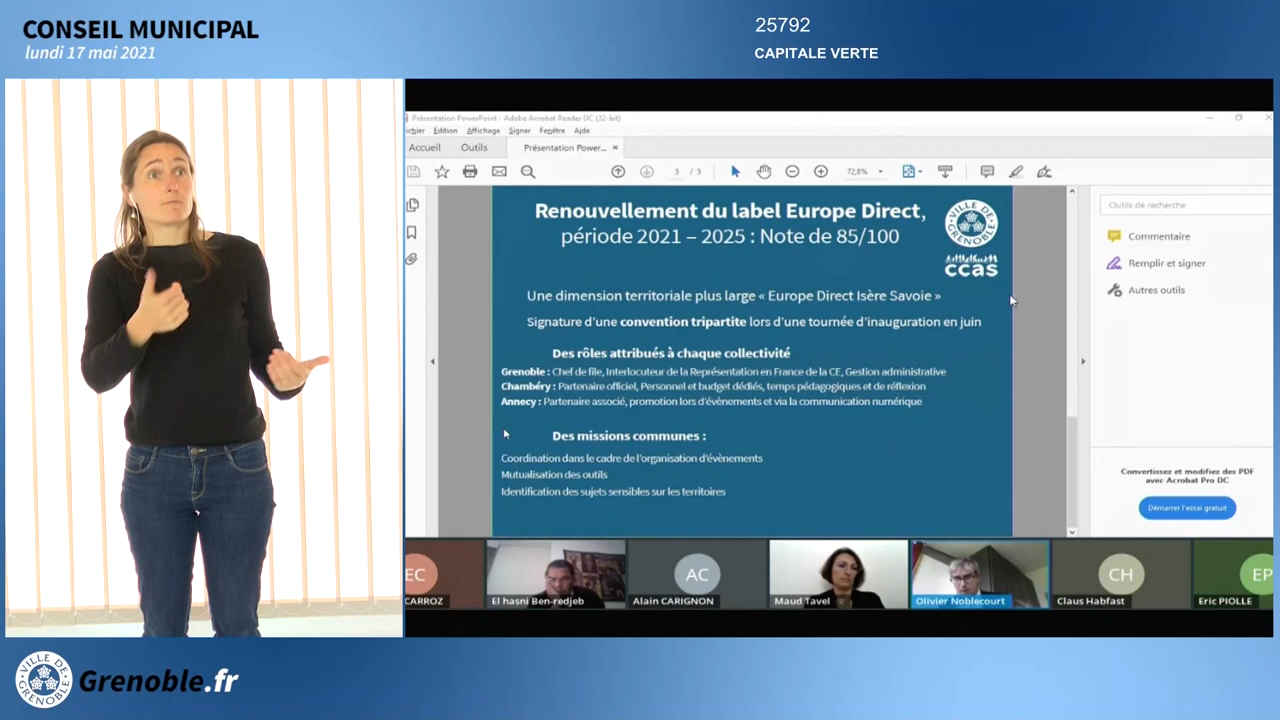 CONSEIL MUNICIPAL
lundi 17 mai 2021
25792
CAPITALE VERTE
Présentation PowerPoint - Adobe Acrobat Reader DC (32-bit)
ichier Edition Affichage Signer Fenêtre Aide
Accueil Outils Présentation Power... ×
3 / 3 72,8%
Renouvellement du label Europe Direct,
période 2021 – 2025 : Note de 85/100
VILLE DE GRENOBLE
ccas
Une dimension territoriale plus large « Europe Direct Isère Savoie »
Signature d'une convention tripartite lors d'une tournée d'inauguration en juin
Des rôles attribués à chaque collectivité
Grenoble : Chef de file, Interlocuteur de la Représentation en France de la CE, Gestion administrative
Chambéry : Partenaire officiel, Personnel et budget dédiés, temps pédagogiques et de réflexion
Annecy : Partenaire associé, promotion lors d'évènements et via la communication numérique
Des missions communes :
Coordination dans le cadre de l'organisation d'évènements
Mutualisation des outils
Identification des sujets sensibles sur les territoires
Outils de recherche
Commentaire
Remplir et signer
Autres outils
Convertissez et modifiez des PDF
avec Acrobat Pro DC
Démarrer l'essai gratuit
EC AC CH EP
CARROZ El hasni Ben-redjeb Alain CARIGNON Maud Tavel Olivier Noblecourt Claus Habfast Eric PIOLLE
VILLE DE GRENOBLE
Grenoble.fr